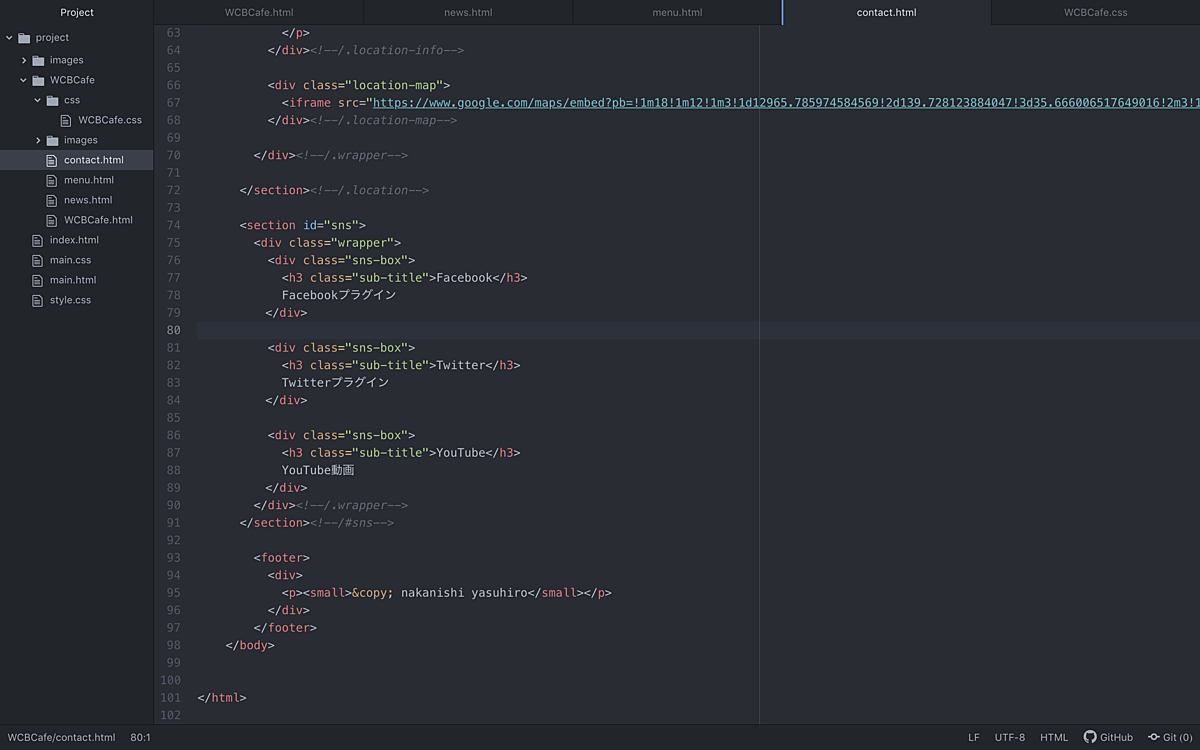 Project
WCBCafe.html
news.html
menu.html
contact.html
WCBCafe.css
project
images
WCBCafe
css
WCBCafe.css
images
contact.html
menu.html
news.html
WCBCafe.html
index.html
main.css
main.html
style.css
63 </p>
64 </div><!--/.location-info-->
65
66 <div class="location-map">
67 <iframe src="https://www.google.com/maps/embed?pb=!1m18!1m12!1m3!1d12965.785974584569!2d139.728123884047!3d35.666006517649016!2m3!1
68 </div><!--/.location-map-->
69
70 </div><!--/.wrapper-->
71
72 </section><!--/.location-->
73
74 <section id="sns">
75 <div class="wrapper">
76 <div class="sns-box">
77 <h3 class="sub-title">Facebook</h3>
78 Facebookプラグイン
79 </div>
80
81 <div class="sns-box">
82 <h3 class="sub-title">Twitter</h3>
83 Twitterプラグイン
84 </div>
85
86 <div class="sns-box">
87 <h3 class="sub-title">YouTube</h3>
88 YouTube動画
89 </div>
90 </div><!--/.wrapper-->
91 </section><!--/#sns-->
92
93 <footer>
94 <div>
95 <p><small>&copy; nakanishi yasuhiro</small></p>
96 </div>
97 </footer>
98 </body>
99
100
101 </html>
102
WCBCafe/contact.html 80:1
LF UTF-8 HTML GitHub Git (0)